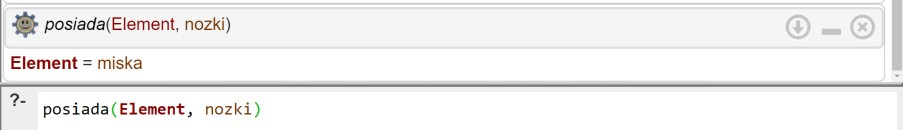 posiada(Element, nozki)
Element = miska
?- posiada(Element, nozki)